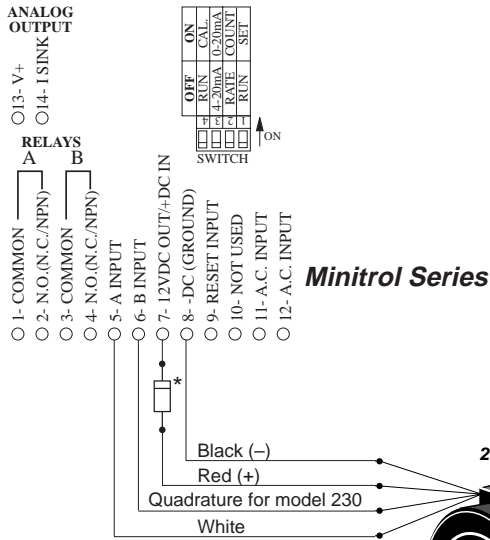 ANALOG
OUTPUT
13- V+
14- I SINK
OFF ON
RUN CAL.
4-20mA 0-20mA
RATE COUNT
RUN SET
4 3 2 1
ON
SWITCH
RELAYS
A B
1- COMMON
2- N.O.(N.C./NPN)
3- COMMON
4- N.O.(N.C./NPN)
5- A INPUT
6- B INPUT
7- 12VDC OUT/+DC IN
8- -DC (GROUND)
9- RESET INPUT
10- NOT USED
11- A.C. INPUT
12- A.C. INPUT
Minitrol Series
*
Black (–)
Red (+)
Quadrature for model 230
White
2